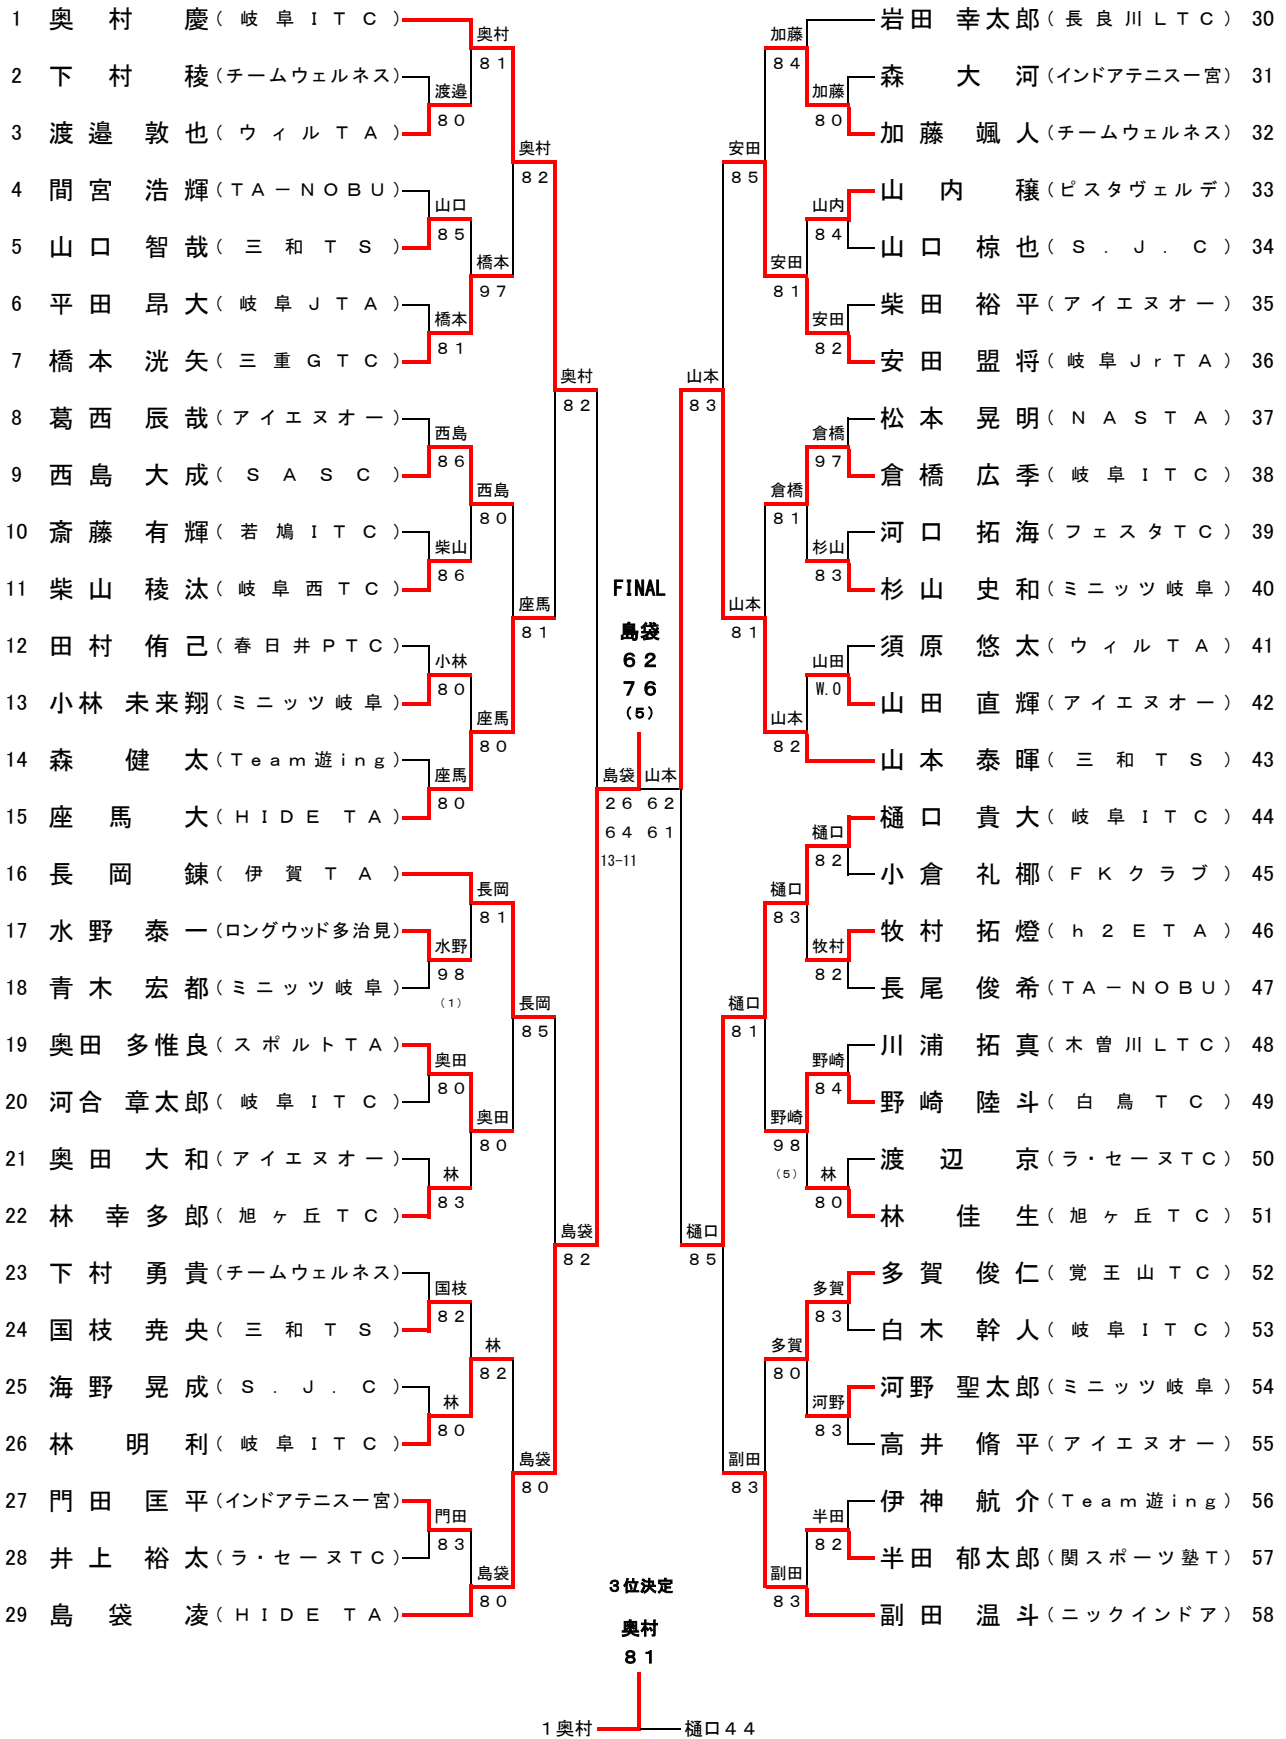 1 奥村 慶 (岐阜ITC)
2 下村 稜 (チームウェルネス)
3 渡邉 敦也 (ウィルTA)
4 間宮 浩輝 (TA－NOBU)
5 山口 智哉 (三和TS)
6 平田 昂大 (岐阜JTA)
7 橋本 洸矢 (三重GTC)
8 葛西 辰哉 (アイエヌオー)
9 西島 大成 (SASC)
10 斎藤 有輝 (若鳩ITC)
11 柴山 稜汰 (岐阜西TC)
12 田村 侑己 (春日井PTC)
13 小林 未来翔 (ミニッツ岐阜)
14 森 健太 (Team遊ing)
15 座馬 大 (HIDE TA)
16 長岡 錬 (伊賀TA)
17 水野 泰一 (ロングウッド多治見)
18 青木 宏都 (ミニッツ岐阜)
19 奥田 多惟良 (スポルトTA)
20 河合 章太郎 (岐阜ITC)
21 奥田 大和 (アイエヌオー)
22 林 幸多郎 (旭ヶ丘TC)
23 下村 勇貴 (チームウェルネス)
24 国枝 尭央 (三和TS)
25 海野 晃成 (S.J.C)
26 林 明利 (岐阜ITC)
27 門田 匡平 (インドアテニス一宮)
28 井上 裕太 (ラ・セーヌTC)
29 島袋 凌 (HIDE TA)
奥村
81
渡邉
80
奥村
82
山口
85
橋本
97
橋本
81
奥村
82
西島
86
西島
80
柴山
86
座馬
81
小林
80
座馬
80
座馬
80
長岡
81
水野
98
(1)
長岡
85
奥田
80
奥田
80
林
83
島袋
82
国枝
82
林
82
林
80
島袋
80
門田
83
島袋
80
FINAL
島袋
62
76
(5)
島袋
26
64
13-11
山本
62
61
加藤
84
加藤
80
安田
85
山内
84
安田
81
安田
82
山本
83
倉橋
97
倉橋
81
杉山
83
山本
81
山田
W.O
山本
82
樋口
82
樋口
83
牧村
82
樋口
81
野崎
84
野崎
98
(5)
林
80
樋口
85
多賀
83
多賀
80
河野
83
副田
83
半田
82
副田
83
岩田 幸太郎 (長良川LTC) 30
森 大河 (インドアテニス一宮) 31
加藤 颯人 (チームウェルネス) 32
山内 穣 (ピスタヴェルデ) 33
山口 椋也 (S.J.C) 34
柴田 裕平 (アイエヌオー) 35
安田 盟将 (岐阜JrTA) 36
松本 晃明 (NASTA) 37
倉橋 広季 (岐阜ITC) 38
河口 拓海 (フェスタTC) 39
杉山 史和 (ミニッツ岐阜) 40
須原 悠太 (ウィルTA) 41
山田 直輝 (アイエヌオー) 42
山本 泰暉 (三和TS) 43
樋口 貴大 (岐阜ITC) 44
小倉 礼椰 (FKクラブ) 45
牧村 拓燈 (h2ETA) 46
長尾 俊希 (TA－NOBU) 47
川浦 拓真 (木曽川LTC) 48
野崎 陸斗 (白鳥TC) 49
渡辺 京 (ラ・セーヌTC) 50
林 佳生 (旭ヶ丘TC) 51
多賀 俊仁 (覚王山TC) 52
白木 幹人 (岐阜ITC) 53
河野 聖太郎 (ミニッツ岐阜) 54
高井 脩平 (アイエヌオー) 55
伊神 航介 (Team遊ing) 56
半田 郁太郎 (関スポーツ塾T) 57
副田 温斗 (ニックインドア) 58
3位決定
奥村
81
1奥村
樋口44